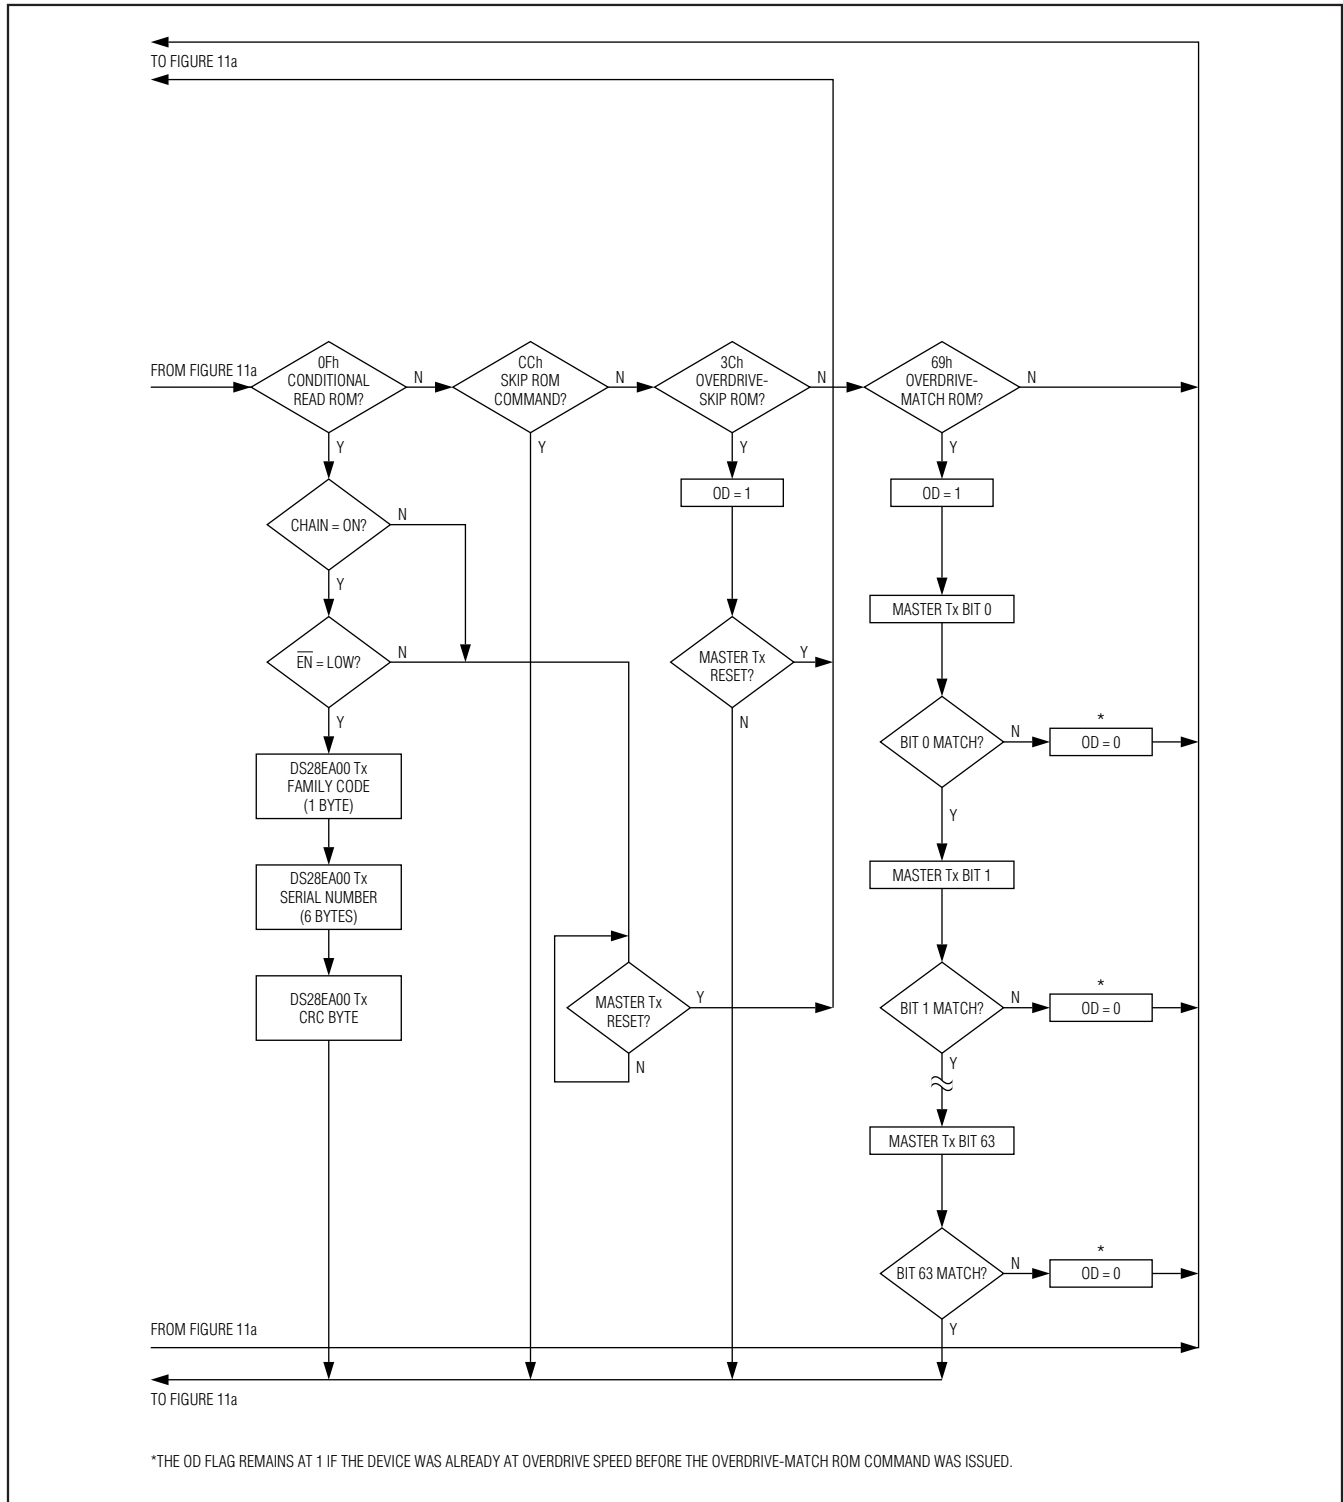 TO FIGURE 11a
FROM FIGURE 11a
0Fh
CONDITIONAL
READ ROM?
N
Y
CCh
SKIP ROM
COMMAND?
N
Y
3Ch
OVERDRIVE-
SKIP ROM?
N
Y
69h
OVERDRIVE-
MATCH ROM?
N
Y
CHAIN = ON?
N
Y
EN = LOW?
N
Y
DS28EA00 Tx
FAMILY CODE
(1 BYTE)
DS28EA00 Tx
SERIAL NUMBER
(6 BYTES)
DS28EA00 Tx
CRC BYTE
MASTER Tx
RESET?
Y
N
OD = 1
MASTER Tx
RESET?
Y
N
OD = 1
MASTER Tx BIT 0
BIT 0 MATCH?
N
*
OD = 0
Y
MASTER Tx BIT 1
BIT 1 MATCH?
N
*
OD = 0
Y
MASTER Tx BIT 63
BIT 63 MATCH?
N
*
OD = 0
Y
FROM FIGURE 11a
TO FIGURE 11a
*THE OD FLAG REMAINS AT 1 IF THE DEVICE WAS ALREADY AT OVERDRIVE SPEED BEFORE THE OVERDRIVE-MATCH ROM COMMAND WAS ISSUED.